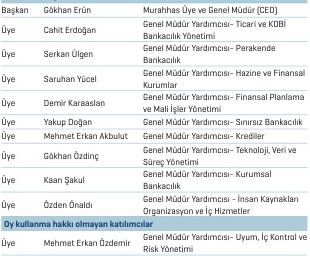 Başkan Gökhan Erün Murahhas Üye ve Genel Müdür (CEO)
Üye Cahit Erdoğan Genel Müdür Yardımcısı- Ticari ve KOBİ
Bankacılık Yönetimi
Üye Serkan Ülgen Genel Müdür Yardımcısı- Perakende
Bankacılık
Üye Saruhan Yücel Genel Müdür Yardımcısı- Hazine ve Finansal
Kurumlar
Üye Demir Karaaslan Genel Müdür Yardımcısı- Finansal Planlama
ve Mali İşler Yönetimi
Üye Yakup Doğan Genel Müdür Yardımcısı- Sınırsız Bankacılık
Üye Mehmet Erkan Akbulut Genel Müdür Yardımcısı- Krediler
Üye Gökhan Özdinç Genel Müdür Yardımcısı- Teknoloji, Veri ve
Süreç Yönetimi
Üye Kaan Şakul Genel Müdür Yardımcısı- Kurumsal
Bankacılık
Üye Özden Önaldı Genel Müdür Yardımcısı - İnsan Kaynakları
Organizasyon ve İç Hizmetler
Oy kullanma hakkı olmayan katılımcılar
Üye Mehmet Erkan Özdemir Genel Müdür Yardımcısı- Uyum, İç Kontrol ve
Risk Yönetimi